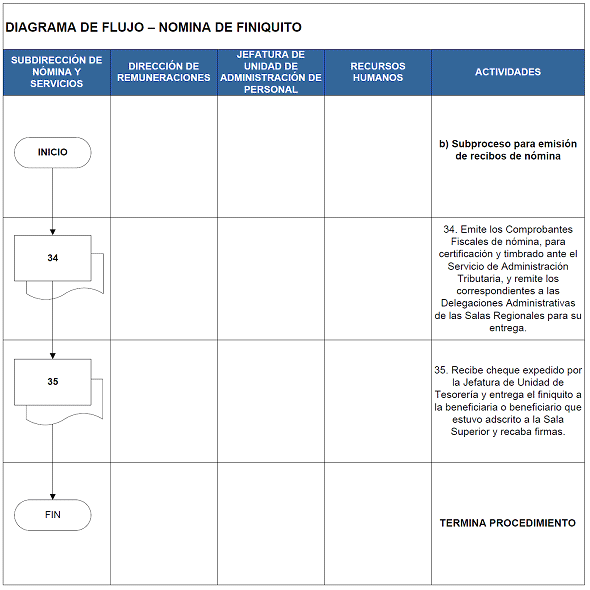 DIAGRAMA DE FLUJO – NOMINA DE FINIQUITO
SUBDIRECCIÓN DE
NÓMINA Y
SERVICIOS
DIRECCIÓN DE
REMUNERACIONES
JEFATURA DE
UNIDAD DE
ADMINISTRACIÓN DE
PERSONAL
RECURSOS
HUMANOS
ACTIVIDADES
INICIO
b) Subproceso para emisión
de recibos de nómina
34
34. Emite los Comprobantes
Fiscales de nómina, para
certificación y timbrado ante el
Servicio de Administración
Tributaria, y remite los
correspondientes a las
Delegaciones Administrativas
de las Salas Regionales para su
entrega.
35
35. Recibe cheque expedido por
la Jefatura de Unidad de
Tesorería y entrega el finiquito a
la beneficiaria o beneficiario que
estuvo adscrito a la Sala
Superior y recaba firmas.
FIN
TERMINA PROCEDIMIENTO